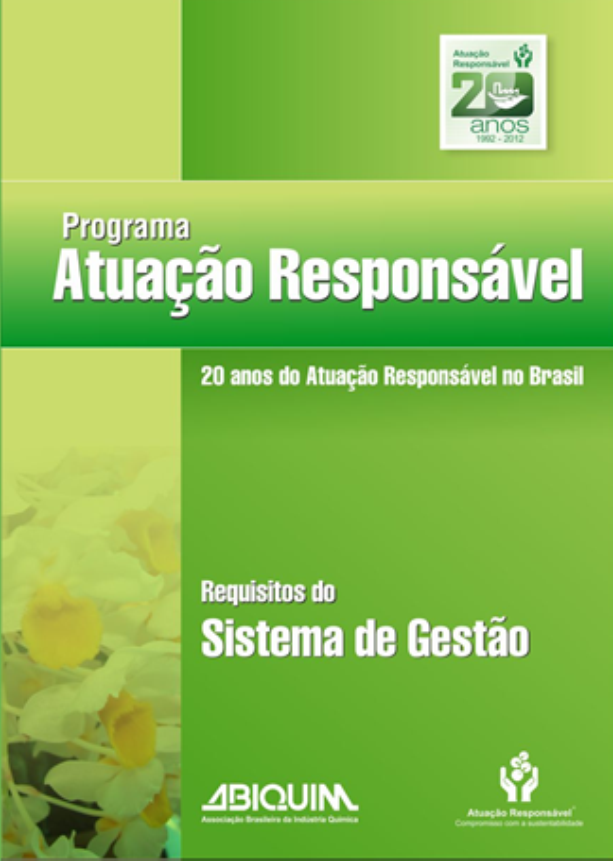 Atuação
Responsável
20
anos
1992 - 2012
Programa
Atuação Responsável
20 anos do Atuação Responsável no Brasil
Requisitos do
Sistema de Gestão
ABIQUIM
Associação Brasileira da Indústria Química
Atuação Responsável®
Compromisso com a sustentabilidade